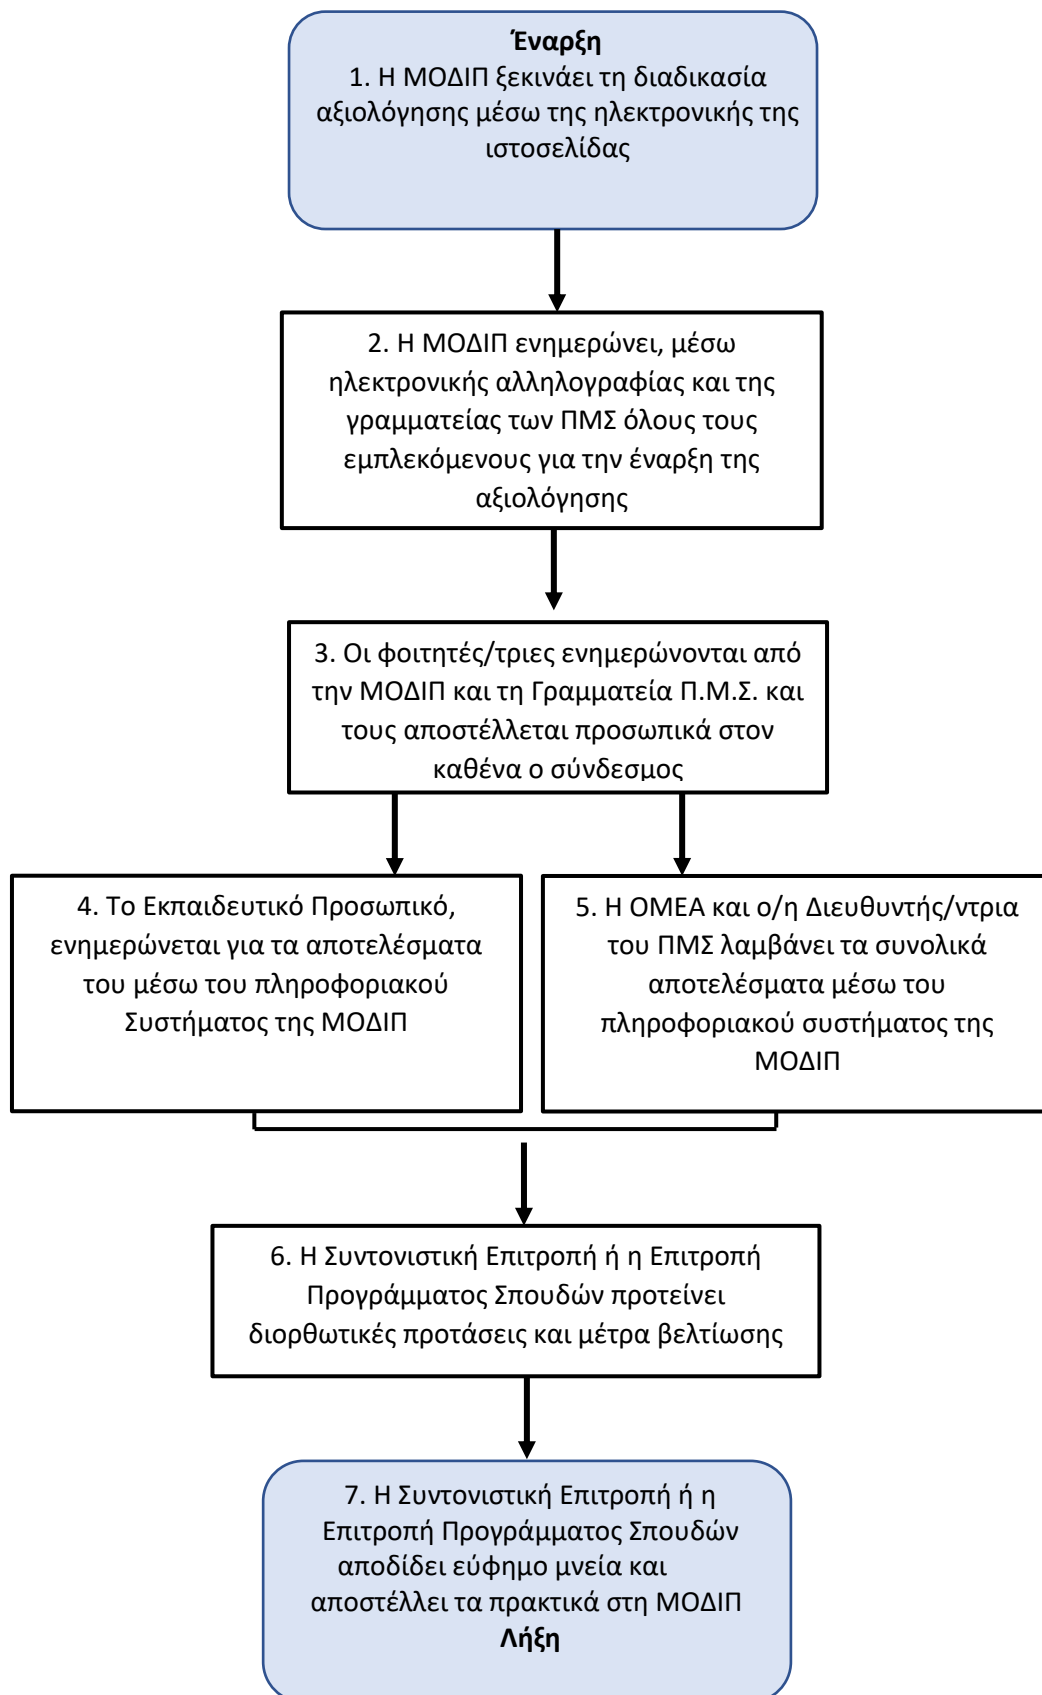 Έναρξη
1. Η ΜΟΔΙΠ ξεκινάει τη διαδικασία
αξιολόγησης μέσω της ηλεκτρονικής της
ιστοσελίδας
2. Η ΜΟΔΙΠ ενημερώνει, μέσω
ηλεκτρονικής αλληλογραφίας και της
γραμματείας των ΠΜΣ όλους τους
εμπλεκόμενους για την έναρξη της
αξιολόγησης
3. Οι φοιτητές/τριες ενημερώνονται από
την ΜΟΔΙΠ και τη Γραμματεία Π.Μ.Σ. και
τους αποστέλλεται προσωπικά στον
καθένα ο σύνδεσμος
4. Το Εκπαιδευτικό Προσωπικό,
ενημερώνεται για τα αποτελέσματα
του μέσω του πληροφοριακού
Συστήματος της ΜΟΔΙΠ
5. Η ΟΜΕΑ και ο/η Διευθυντής/ντρια
του ΠΜΣ λαμβάνει τα συνολικά
αποτελέσματα μέσω του
πληροφοριακού συστήματος της
ΜΟΔΙΠ
6. Η Συντονιστική Επιτροπή ή η Επιτροπή
Προγράμματος Σπουδών προτείνει
διορθωτικές προτάσεις και μέτρα βελτίωσης
7. Η Συντονιστική Επιτροπή ή η
Επιτροπή Προγράμματος Σπουδών
αποδίδει εύφημο μνεία και
αποστέλλει τα πρακτικά στη ΜΟΔΙΠ
Λήξη